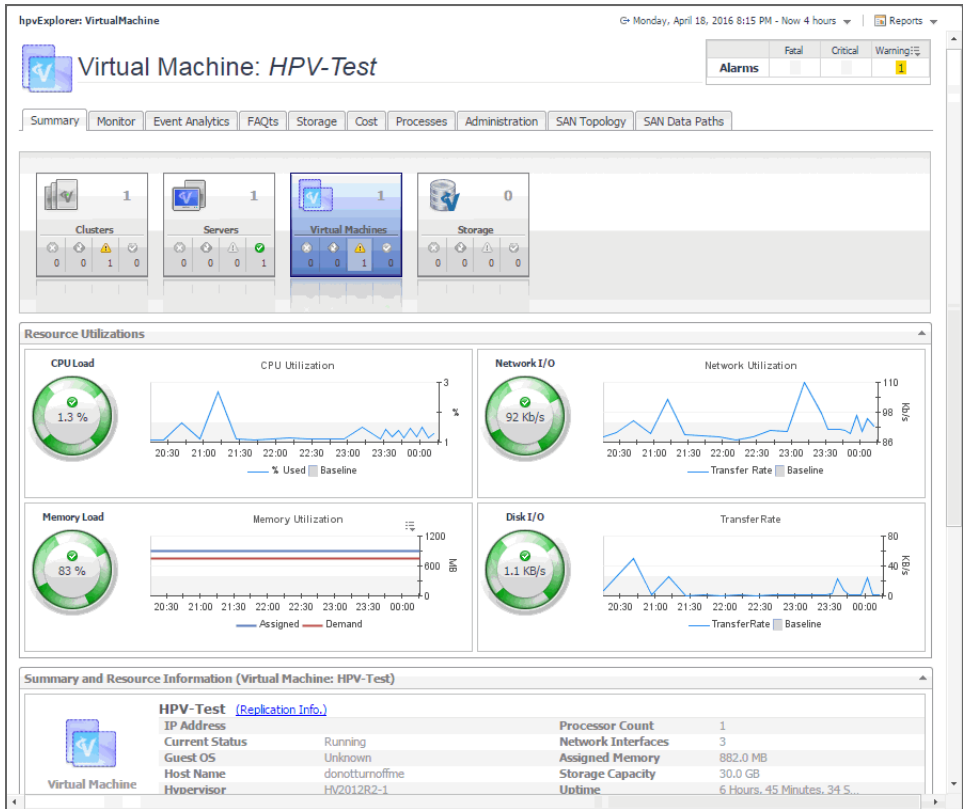 hpvExplorer: VirtualMachine
Monday, April 18, 2016 8:15 PM - Now 4 hours Reports
Fatal Critical Warning
Alarms 1
Virtual Machine: HPV-Test
Summary Monitor Event Analytics FAQts Storage Cost Processes Administration SAN Topology SAN Data Paths
1 1 1 0
Clusters Servers Virtual Machines Storage
0 0 1 0 0 0 0 1 0 0 1 0 0 0 0 0
Resource Utilizations
CPU Load CPU Utilization
1.3 %
3
%
1
20:30 21:00 21:30 22:00 22:30 23:00 23:30 00:00
% Used Baseline
Network I/O Network Utilization
92 Kb/s
110
98
86
Kb/s
20:30 21:00 21:30 22:00 22:30 23:00 23:30 00:00
Transfer Rate Baseline
Memory Load Memory Utilization
83 %
1200
600
0
MB
20:30 21:00 21:30 22:00 22:30 23:00 23:30 00:00
Assigned Demand
Disk I/O TransferRate
1.1 KB/s
80
40
0
KB/s
20:30 21:00 21:30 22:00 22:30 23:00 23:30 00:00
TransferRate Baseline
Summary and Resource Information (Virtual Machine: HPV-Test)
Virtual Machine
HPV-Test (Replication Info.)
IP Address Processor Count 1
Current Status Running Network Interfaces 3
Guest OS Unknown Assigned Memory 882.0 MB
Host Name donotturnoffme Storage Capacity 30.0 GB
Hypervisor HV2012R2-1 Uptime 6 Hours, 45 Minutes, 34 S...